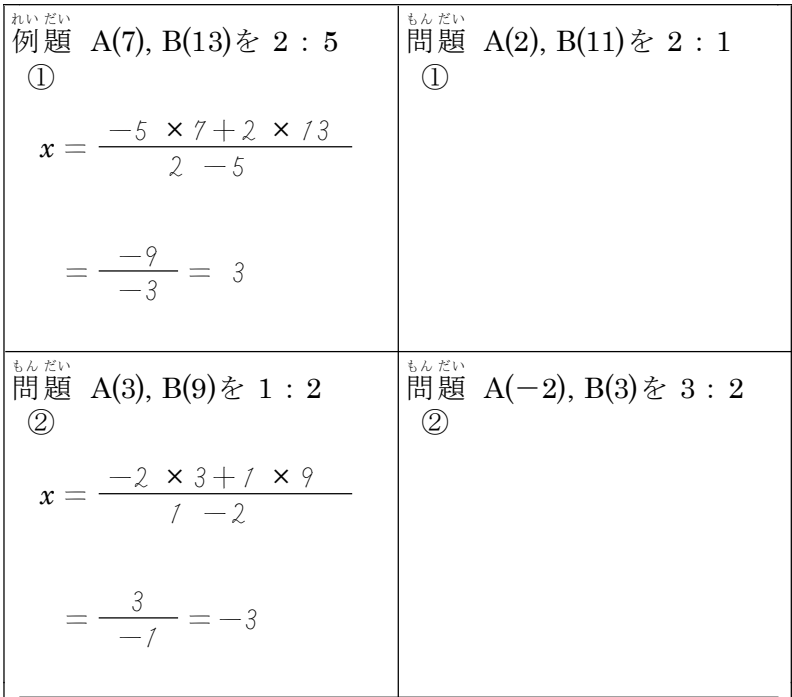 れい だい
例題 A(7), B(13)を 2 : 5
①
x = (−5 × 7 + 2 × 13) / (2 − 5)
= −9 / −3 = 3
もん だい
問題 A(2), B(11)を 2 : 1
①
もん だい
問題 A(3), B(9)を 1 : 2
②
x = (−2 × 3 + 1 × 9) / (1 − 2)
= 3 / −1 = −3
もん だい
問題 A(−2), B(3)を 3 : 2
②